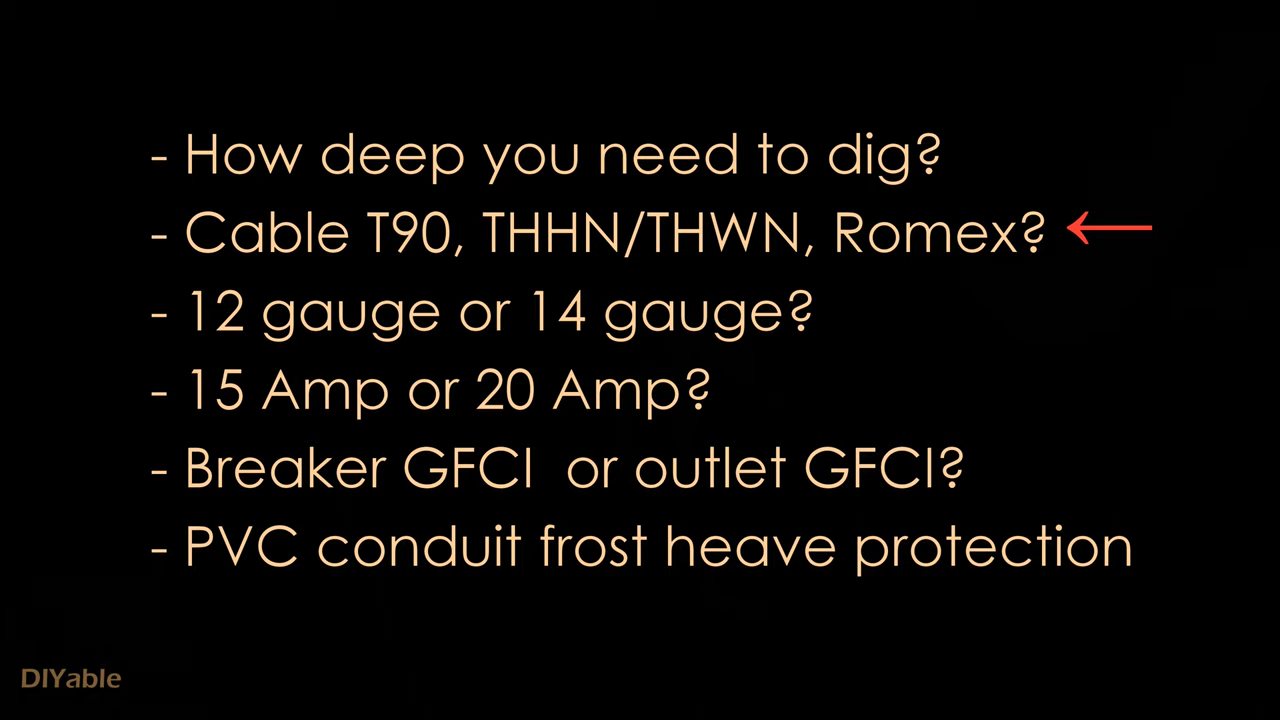 - How deep you need to dig?
- Cable T90, THHN/THWN, Romex?
- 12 gauge or 14 gauge?
- 15 Amp or 20 Amp?
- Breaker GFCI  or outlet GFCI?
- PVC conduit frost heave protection
DIYable